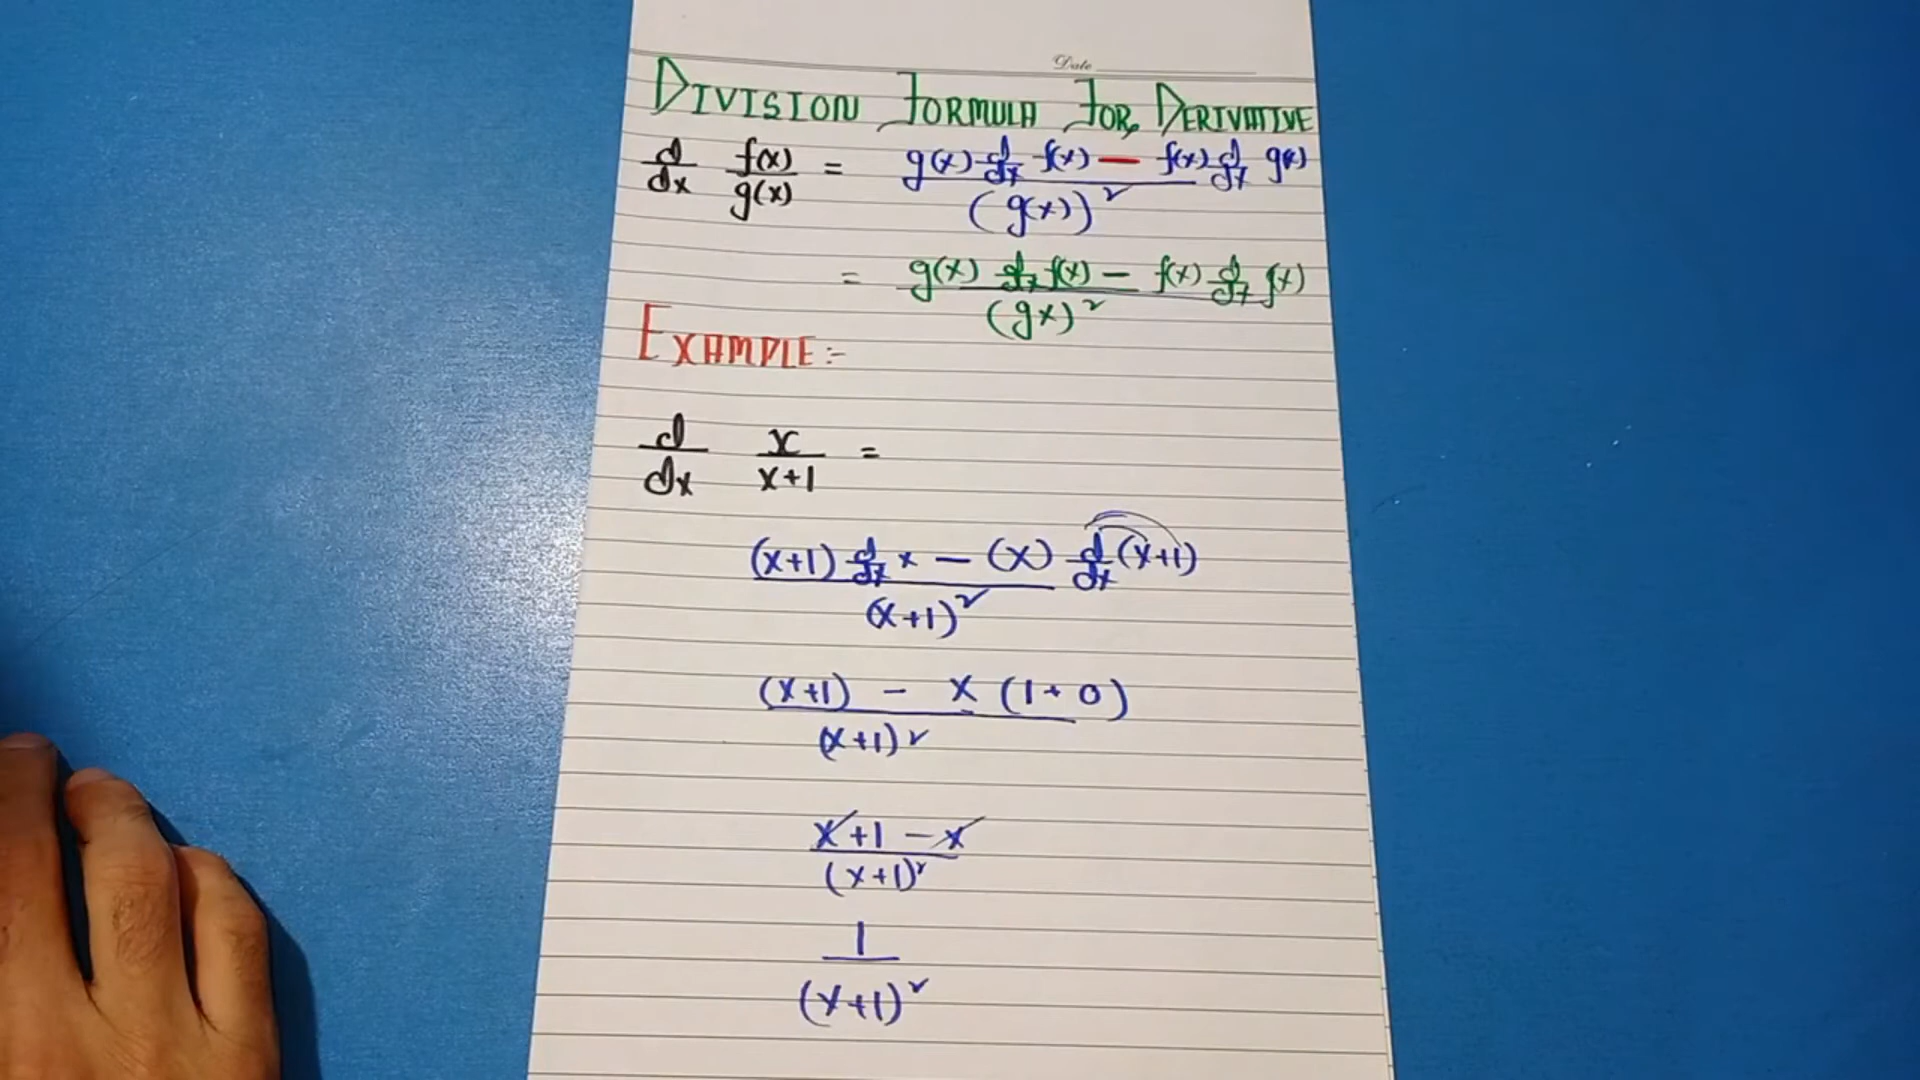 Date
DIVISION FORMULA FOR DERIVATIVE
d/dx f(x)/g(x) = (g(x) d/dx f(x) − f(x) d/dx g(x)) / (g(x))²
= (g(x) d/dx f(x) − f(x) d/dx f(x)) / (gx)²
EXAMPLE:-
d/dx x/(x+1) =
((x+1) d/dx x − (x) d/dx (x+1)) / (x+1)²
((x+1) - x (1+0)) / (x+1)²
(x+1-x) / (x+1)²
1 / (x+1)²